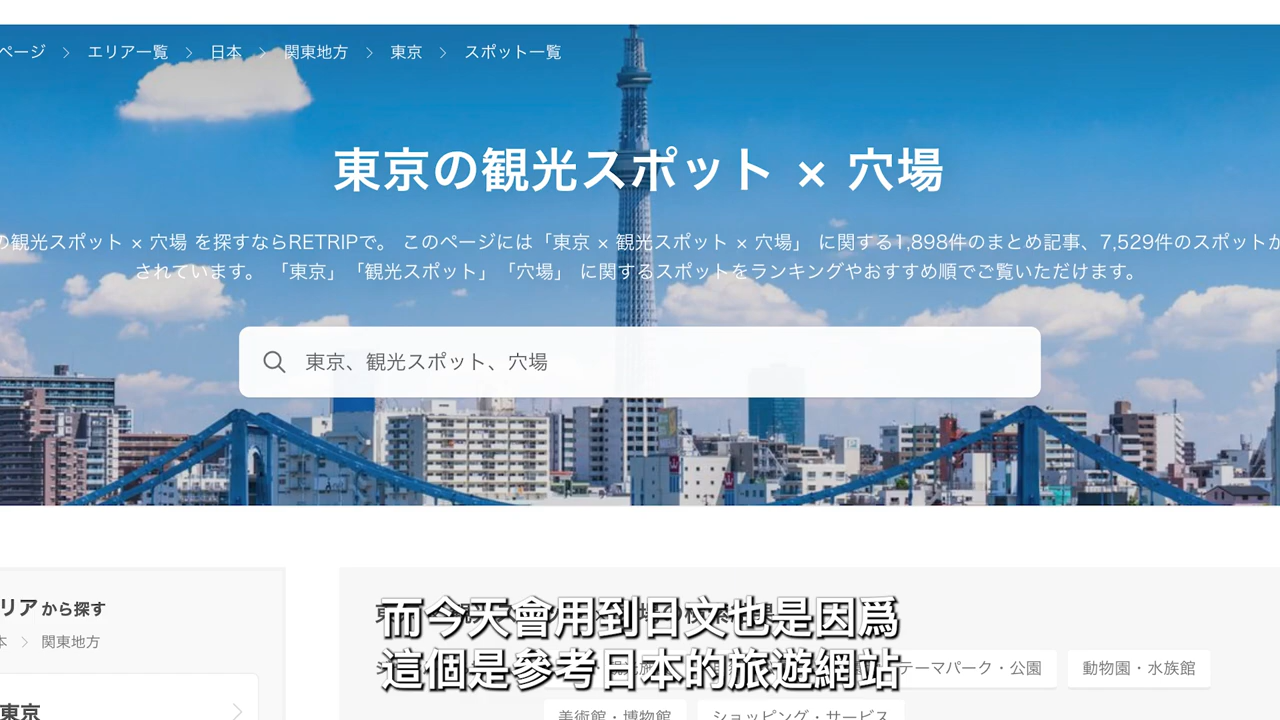 ページ > エリア一覧 > 日本 > 関東地方 > 東京 > スポット一覧
東京の観光スポット × 穴場
の観光スポット × 穴場 を探すならRETRIPで。 このページには「東京 × 観光スポット × 穴場」 に関する1,898件のまとめ記事、7,529件のスポットが
されています。 「東京」「観光スポット」「穴場」 に関するスポットをランキングやおすすめ順でご覧いただけます。
東京、観光スポット、穴場
リアから探す
本 > 関東地方
東京
而今天會用到日文也是因爲
這個是參考日本的旅遊網站
テーマパーク・公園
動物園・水族館
美術館・博物館
ショッピング・サービス